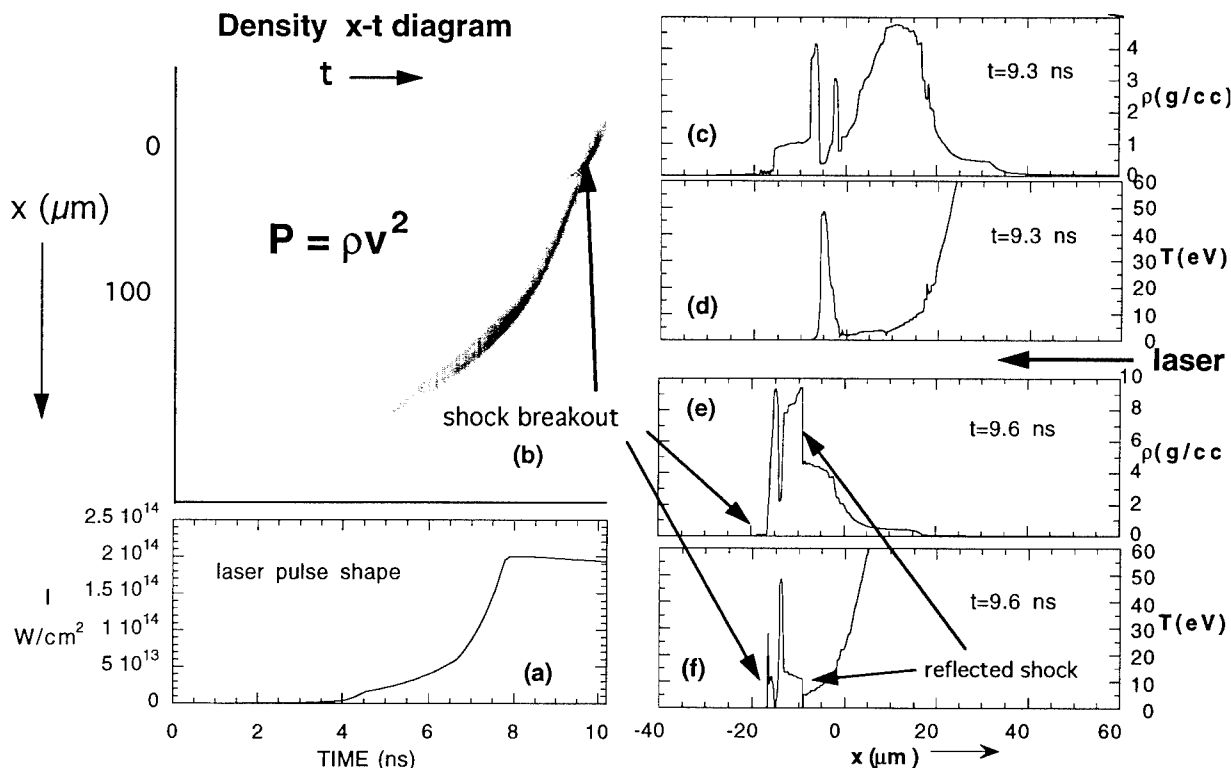 Density x-t diagram
t
0
x (µm)
100
P = ρv²
shock breakout
(b)
2.5 10¹⁴
2 10¹⁴
1.5 10¹⁴
1 10¹⁴
5 10¹³
0
I
W/cm²
laser pulse shape
(a)
0 2 4 6 8 10
TIME (ns)
(c)
t=9.3 ns
4
3
2
1
0
ρ(g/cc)
(d)
t=9.3 ns
60
50
40
30
20
10
0
T(eV)
laser
(e)
t=9.6 ns
10
8
6
4
2
0
ρ(g/cc
(f)
t=9.6 ns
60
50
40
30
20
10
0
T(eV)
reflected shock
-40 -20 0 20 40 60
x (µm)